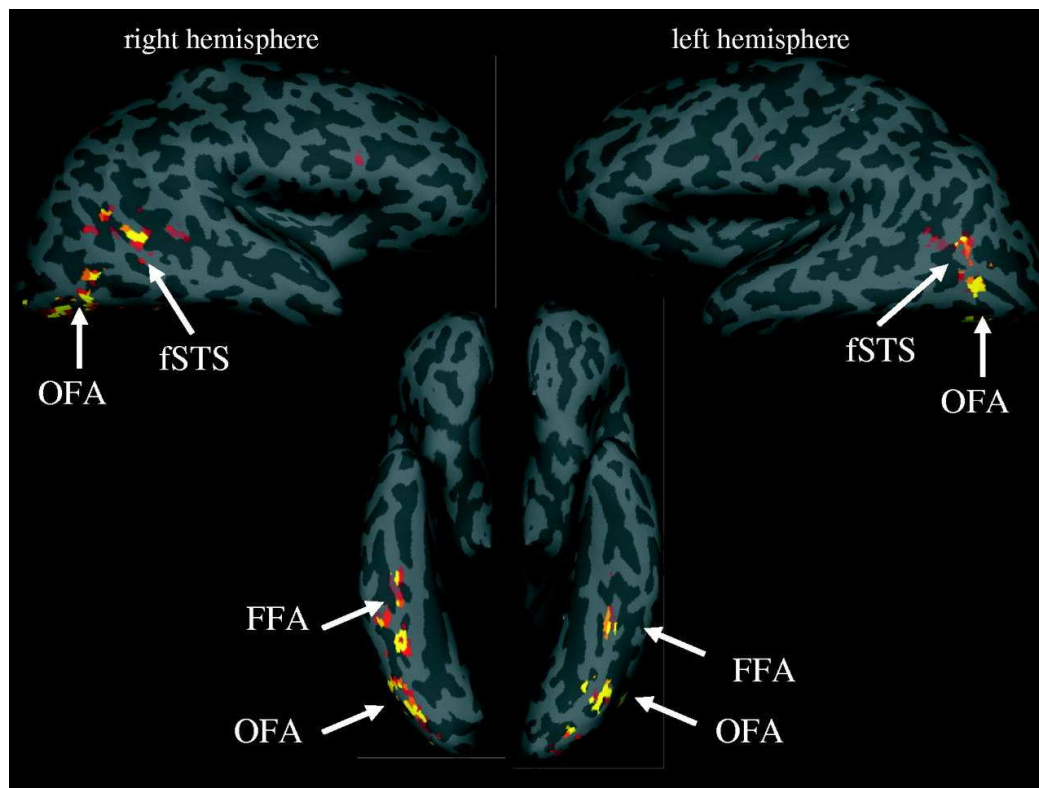 right hemisphere
left hemisphere
fSTS
OFA
fSTS
OFA
FFA
FFA
OFA
OFA